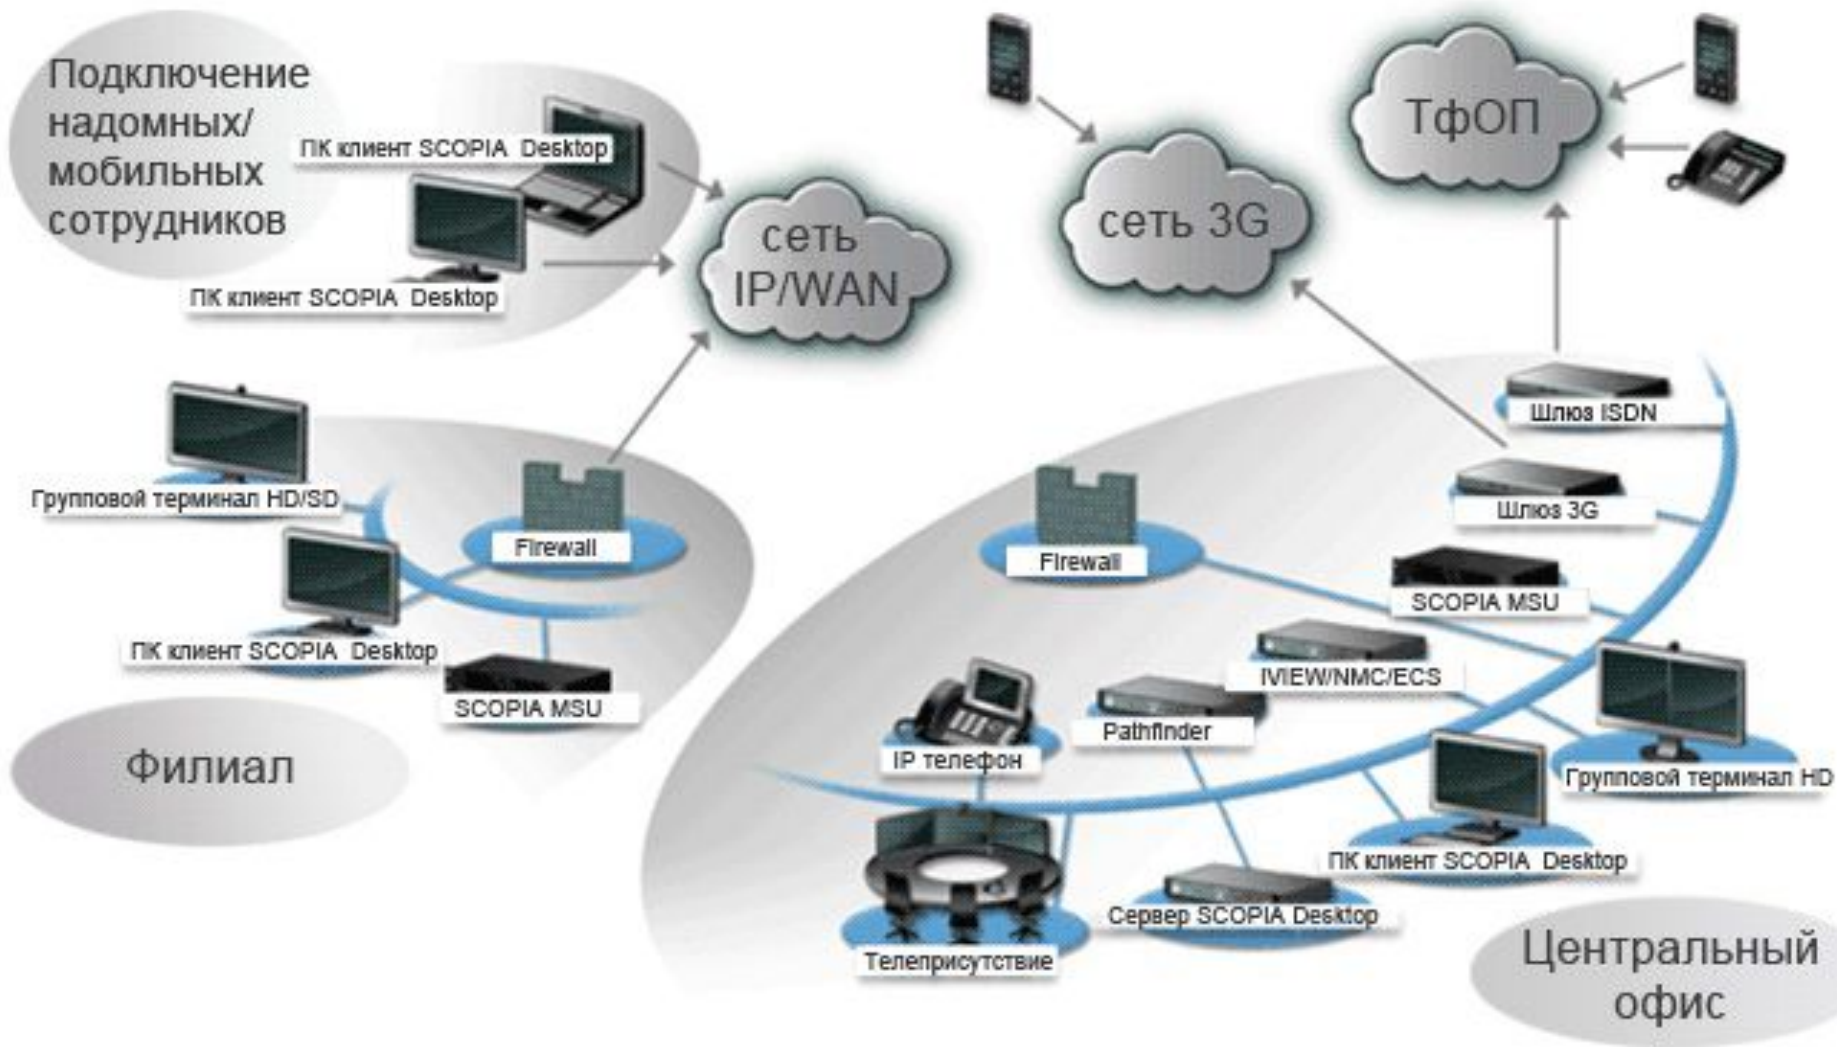 Подключение
надомных/
мобильных
сотрудников
ПК клиент SCOPIA Desktop
ПК клиент SCOPIA Desktop
сеть
IP/WAN
сеть 3G
ТфОП
Групповой терминал HD/SD
Firewall
ПК клиент SCOPIA Desktop
SCOPIA MSU
Филиал
Шлюз ISDN
Шлюз 3G
Firewall
SCOPIA MSU
IVIEW/NMC/ECS
Pathfinder
IP телефон
Групповой терминал HD
ПК клиент SCOPIA Desktop
Сервер SCOPIA Desktop
Телеприсутствие
Центральный
офис